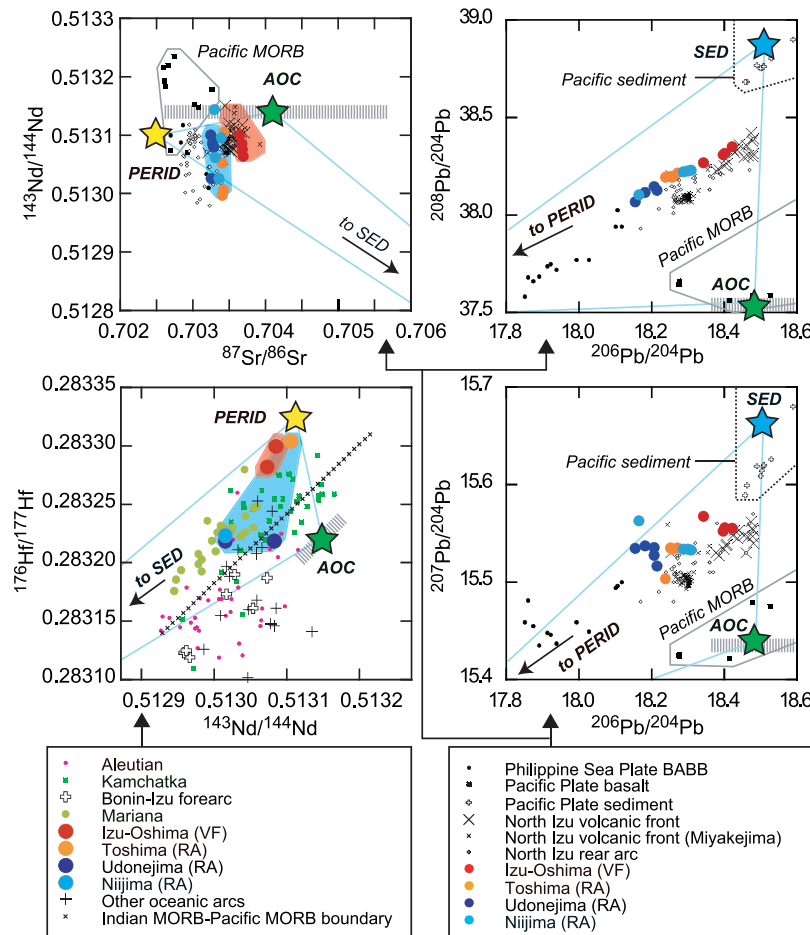 0.5133
Pacific MORB
0.5132
AOC
0.5131
PERID
0.5130
to SED
0.5129
0.5128
0.702
0.703
0.704
0.706
143Nd/144Nd
87Sr/86Sr
39.0
SED
Pacific sediment
38.5
38.0
to PERID
Pacific MORB
AOC
37.5
17.8
18.0
18.2
18.4
18.6
208Pb/204Pb
206Pb/204Pb
0.28335
PERID
0.28330
0.28325
0.28320
to SED
AOC
0.28315
0.28310
0.5129
0.5130
0.5131
0.5132
176Hf/177Hf
143Nd/144Nd
15.7
SED
Pacific sediment
15.6
15.5
Pacific MORB
AOC
to PERID
15.4
17.8
18.0
18.2
18.4
18.6
207Pb/204Pb
206Pb/204Pb
Aleutian
Kamchatka
Bonin-Izu forearc
Mariana
Izu-Oshima (VF)
Toshima (RA)
Udonejima (RA)
Niijima (RA)
Other oceanic arcs
Indian MORB-Pacific MORB boundary
Philippine Sea Plate BABB
Pacific Plate basalt
Pacific Plate sediment
North Izu volcanic front
North Izu volcanic front (Miyakejima)
North Izu rear arc
Izu-Oshima (VF)
Toshima (RA)
Udonejima (RA)
Niijima (RA)